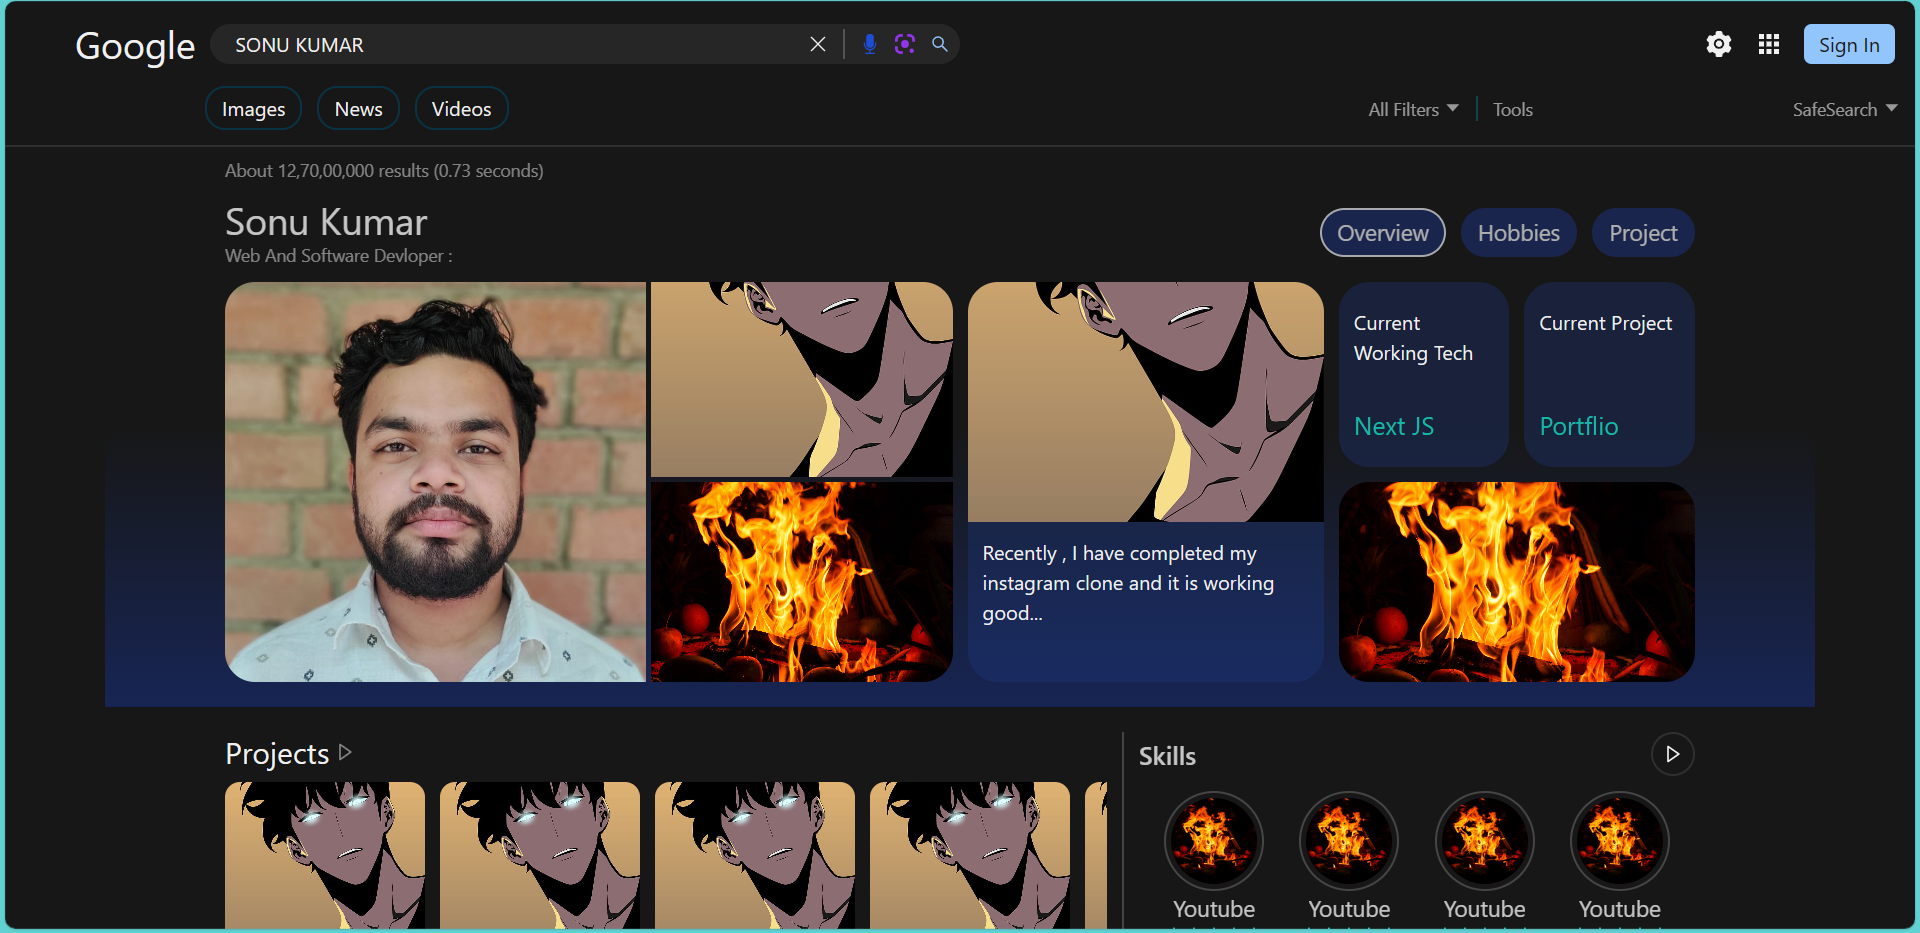 Google
SONU KUMAR
Sign In
Images
News
Videos
All Filters
Tools
SafeSearch
About 12,70,00,000 results (0.73 seconds)
Sonu Kumar
Web And Software Devloper :
Overview
Hobbies
Project
Recently , I have completed my
instagram clone and it is working
good...
Current
Working Tech
Next JS
Current Project
Portflio
Projects
Skills
Youtube
Youtube
Youtube
Youtube